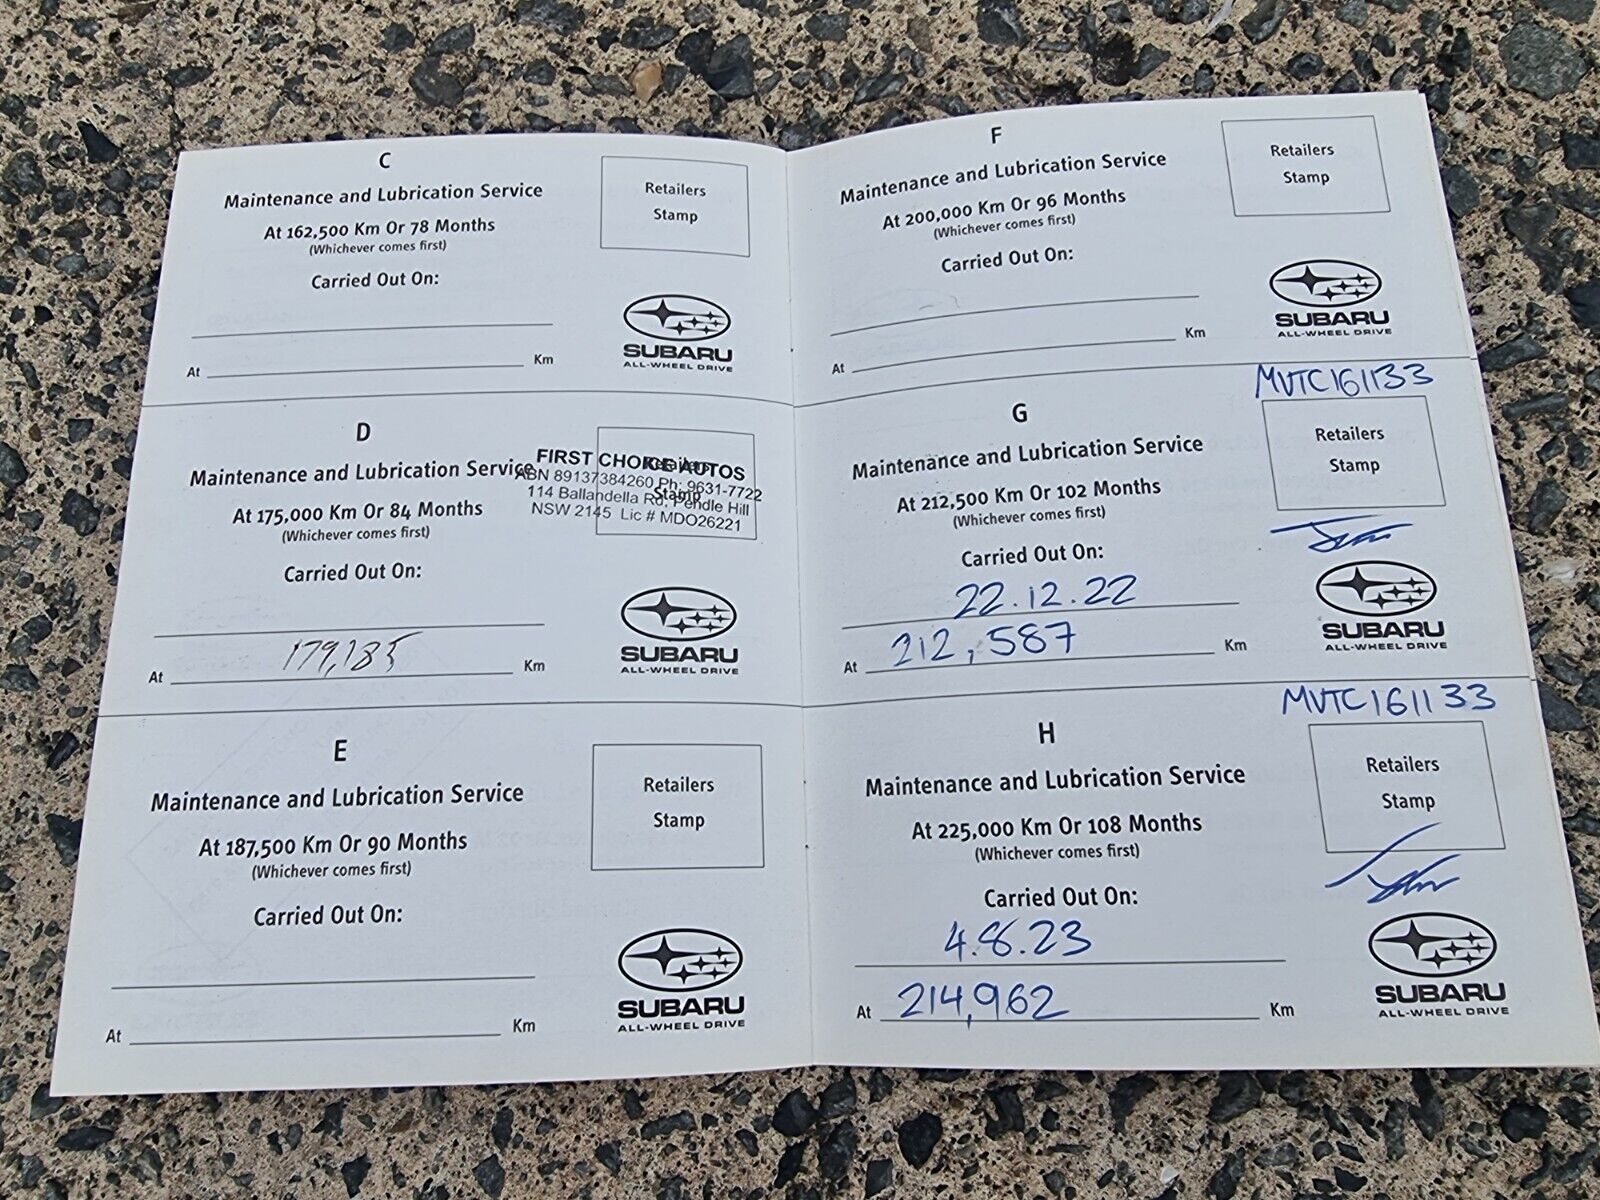 C
Maintenance and Lubrication Service
At 162,500 Km Or 78 Months
(Whichever comes first)
Carried Out On:
At Km
Retailers
Stamp
SUBARU
ALL-WHEEL DRIVE
D
Maintenance and Lubrication Service
At 175,000 Km Or 84 Months
(Whichever comes first)
Carried Out On:
At 179,185 Km
Retailers
Stamp
FIRST CHOICE AUTOS
ABN 89137384260 Ph: 9631-7722
114 Ballandella Rd, Pendle Hill
NSW 2145 Lic # MDO26221
SUBARU
ALL-WHEEL DRIVE
E
Maintenance and Lubrication Service
At 187,500 Km Or 90 Months
(Whichever comes first)
Carried Out On:
At Km
Retailers
Stamp
SUBARU
ALL-WHEEL DRIVE
F
Maintenance and Lubrication Service
At 200,000 Km Or 96 Months
(Whichever comes first)
Carried Out On:
At Km
Retailers
Stamp
SUBARU
ALL-WHEEL DRIVE
MVTC161133
G
Maintenance and Lubrication Service
At 212,500 Km Or 102 Months
(Whichever comes first)
Carried Out On:
22.12.22
At 212,587 Km
Retailers
Stamp
SUBARU
ALL-WHEEL DRIVE
MVTC161133
H
Maintenance and Lubrication Service
At 225,000 Km Or 108 Months
(Whichever comes first)
Carried Out On:
4.8.23
At 214,962 Km
Retailers
Stamp
SUBARU
ALL-WHEEL DRIVE